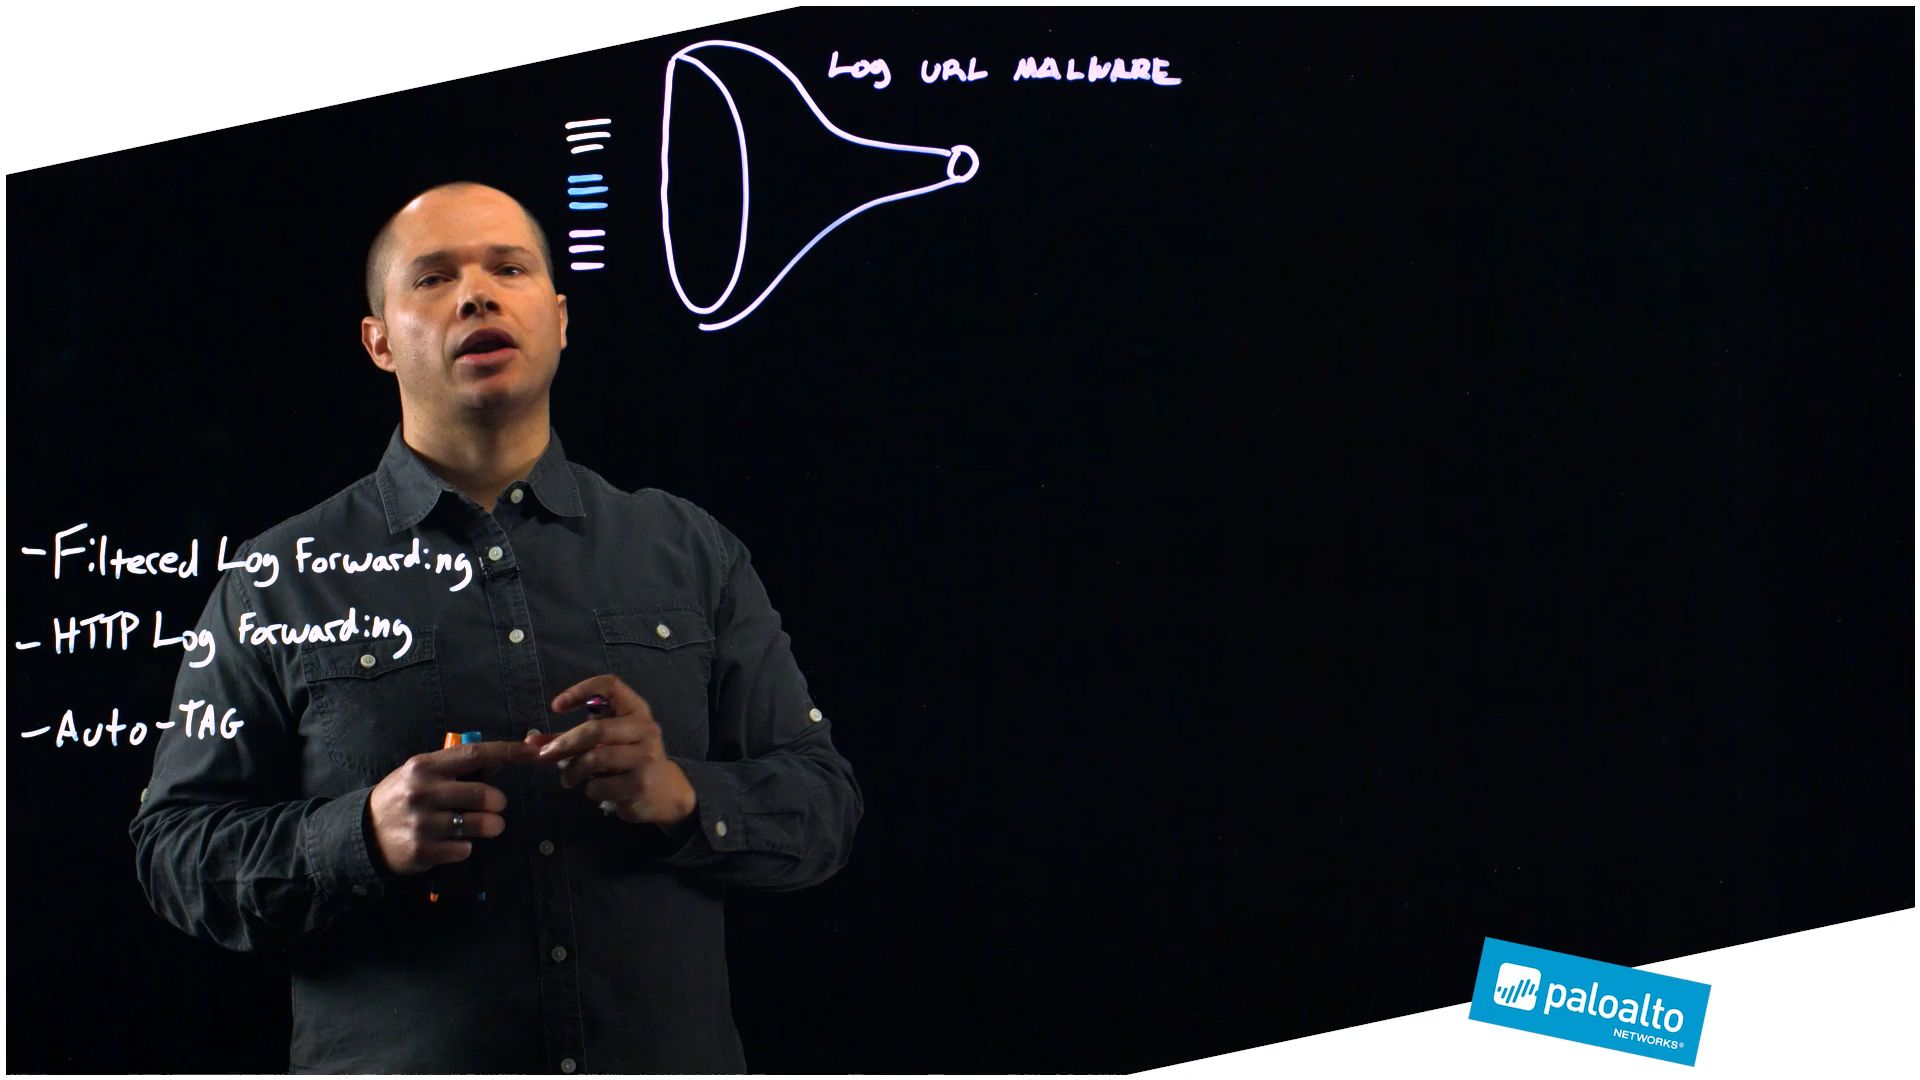 Log URL MALWARE
- Filtered Log Forwarding
- HTTP Log Forwarding
- Auto-TAG
paloalto
NETWORKS®